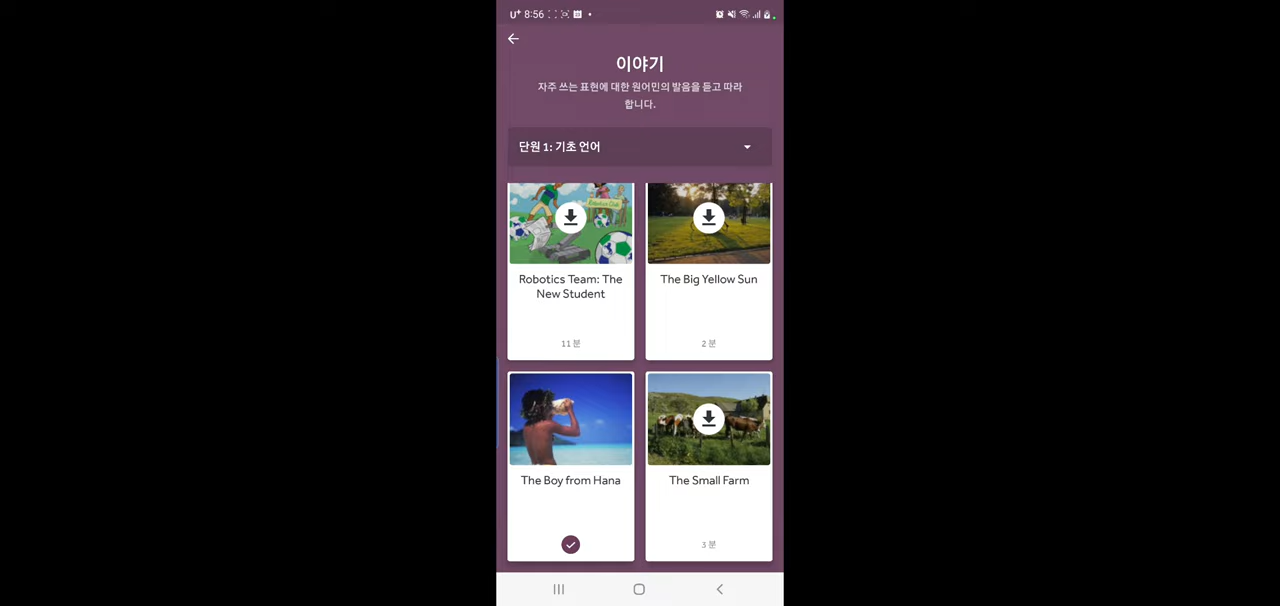 U+ 8:56
이야기
자주 쓰는 표현에 대한 원어민의 발음을 듣고 따라
합니다.
단원 1: 기초 언어
Robotics Club
Robotics Team: The
New Student
11 분
The Big Yellow Sun
2 분
The Boy from Hana
The Small Farm
3 분